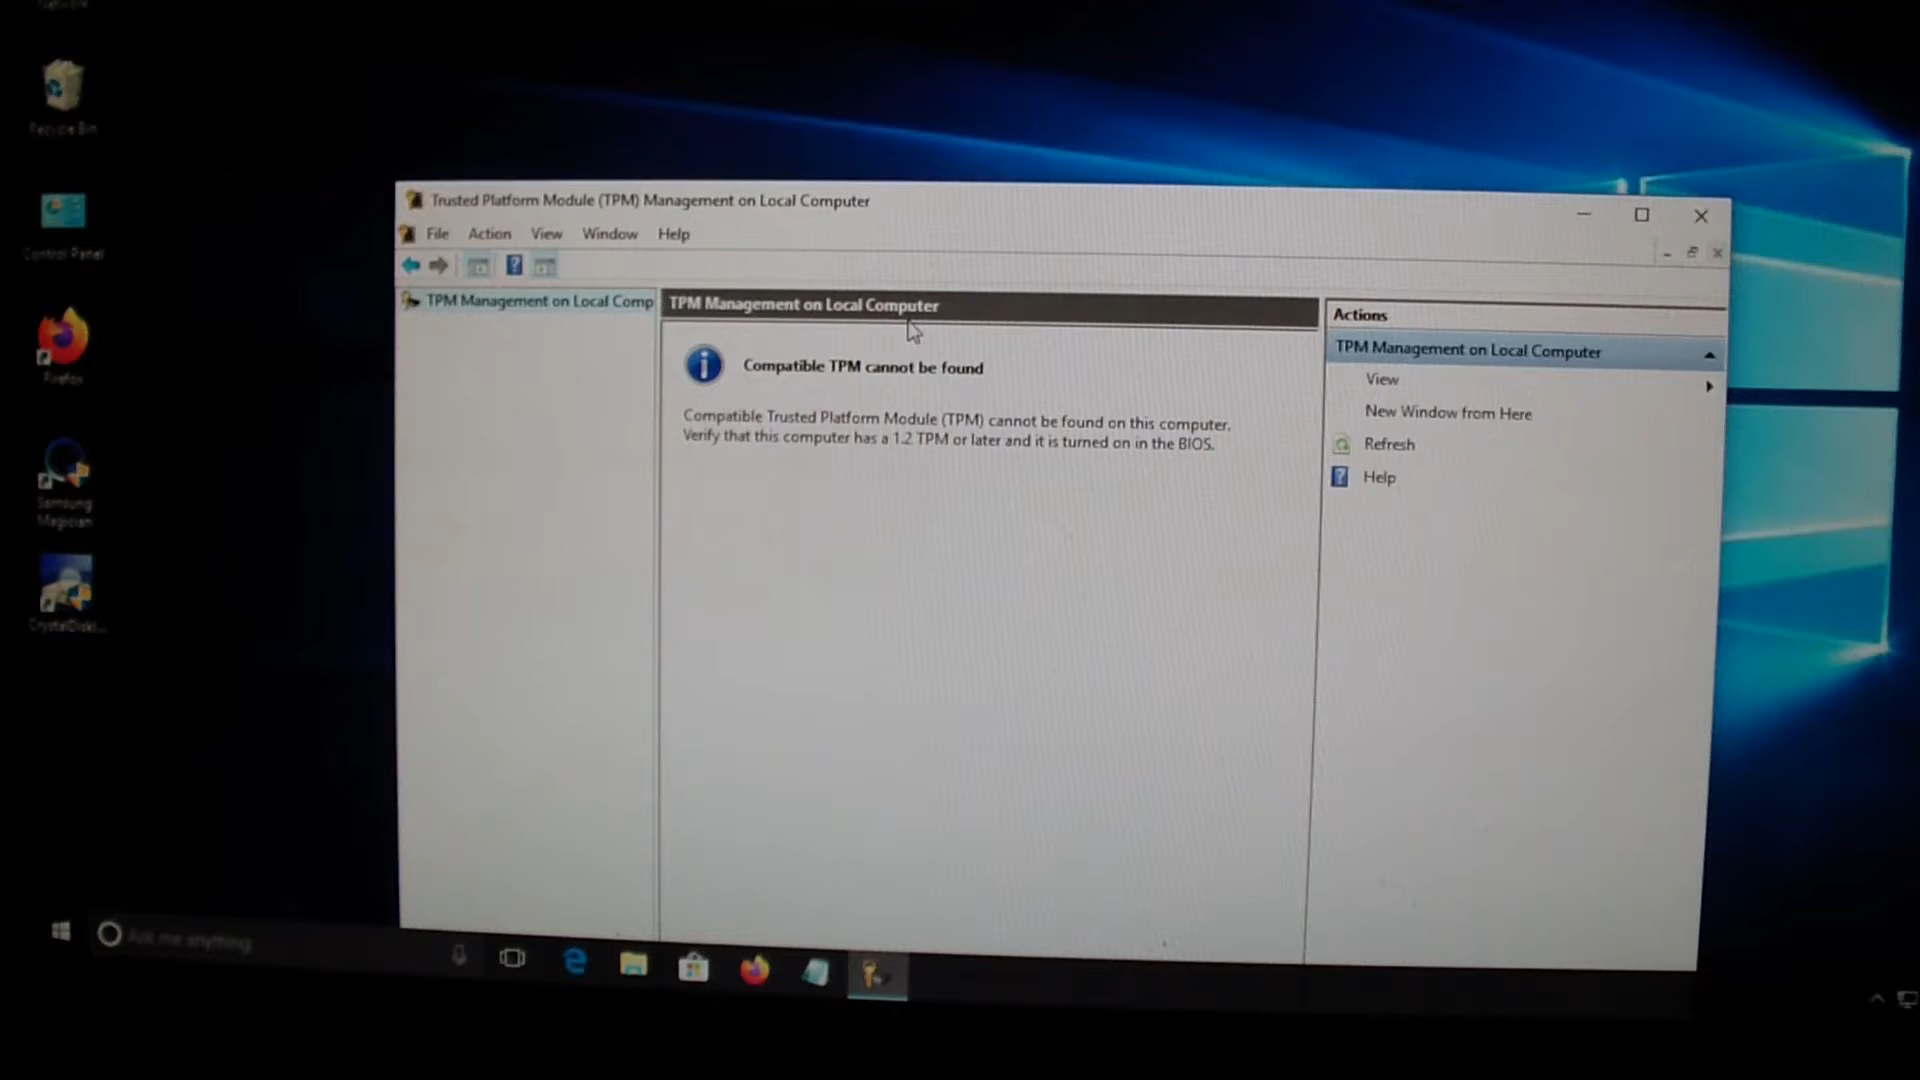 Network
Recycle Bin
Control Panel
Firefox
Samsung
Magician
CrystalDiskI...
Trusted Platform Module (TPM) Management on Local Computer
File Action View Window Help
TPM Management on Local Comp
TPM Management on Local Computer
Compatible TPM cannot be found
Compatible Trusted Platform Module (TPM) cannot be found on this computer.
Verify that this computer has a 1.2 TPM or later and it is turned on in the BIOS.
Actions
TPM Management on Local Computer
View
New Window from Here
Refresh
Help
Ask me anything